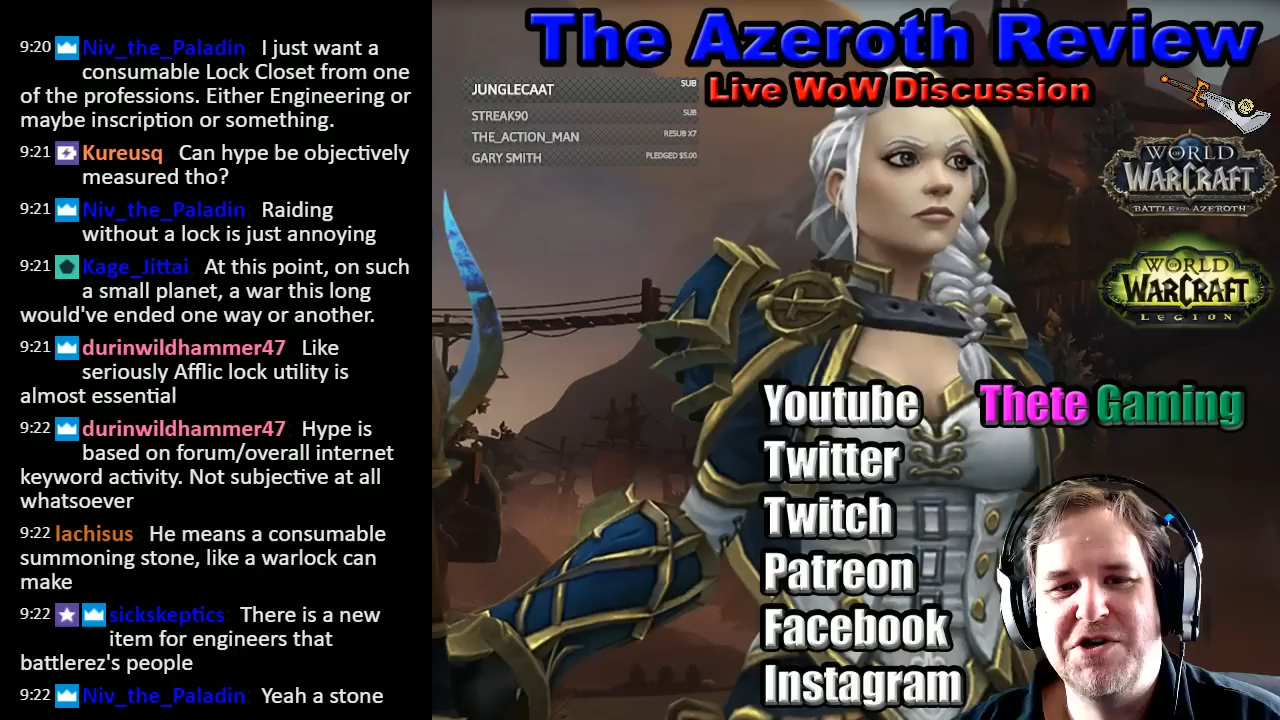 The Azeroth Review
Live WoW Discussion
9:20 Niv_the_Paladin: I just want a
consumable Lock Closet from one
of the professions. Either Engineering or
maybe inscription or something.
9:21 Kureusq Can hype be objectively
measured tho?
9:21 Niv_the_Paladin: Raiding
without a lock is just annoying
9:21 Kage_Jittai: At this point, on such
a small planet, a war this long
would've ended one way or another.
9:21 durinwildhammer47: Like
seriously Afflic lock utility is
almost essential
9:22 durinwildhammer47: Hype is
based on forum/overall internet
keyword activity. Not subjective at all
whatsoever
9:22 lachisus He means a consumable
summoning stone, like a warlock can
make
9:22 sickskeptics: There is a new
item for engineers that
battlerez's people
9:22 Niv_the_Paladin: Yeah a stone
JUNGLECAAT SUB
STREAK90 SUB
THE_ACTION_MAN RESUB X7
GARY SMITH PLEDGED $5.00
WORLD OF WARCRAFT
BATTLE FOR AZEROTH
WORLD OF WARCRAFT
LEGION
Youtube Thete Gaming
Twitter
Twitch
Patreon
Facebook
Instagram